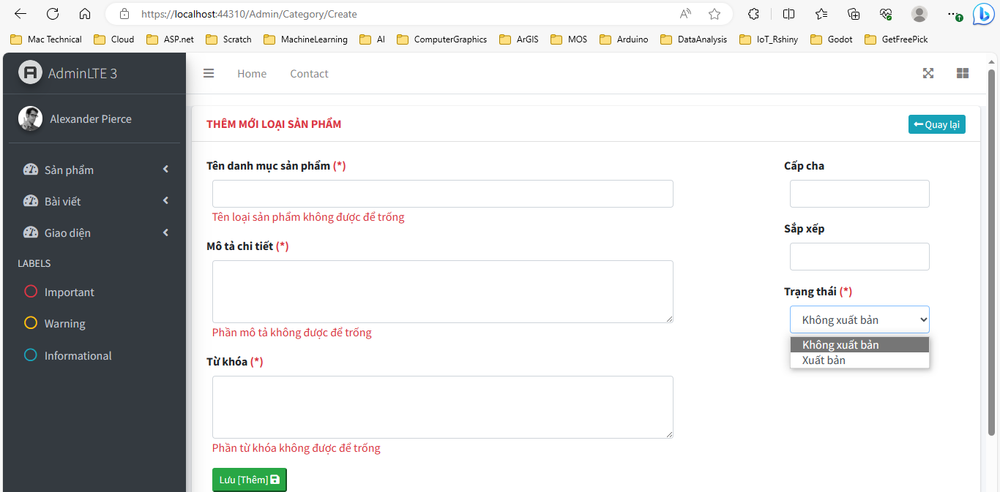 https://localhost:44310/Admin/Category/Create
Mac Technical
Cloud
ASP.net
Scratch
MachineLearning
AI
ComputerGraphics
ArGIS
MOS
Arduino
DataAnalysis
IoT_Rshiny
Godot
GetFreePick
AdminLTE 3
Home
Contact
Alexander Pierce
Sản phẩm
Bài viết
Giao diện
LABELS
Important
Warning
Informational
THÊM MỚI LOẠI SẢN PHẨM
Quay lại
Tên danh mục sản phẩm (*)
Tên loại sản phẩm không được để trống
Mô tả chi tiết (*)
Phần mô tả không được để trống
Từ khóa (*)
Phần từ khóa không được để trống
Lưu [Thêm]
Cấp cha
Sắp xếp
Trạng thái (*)
Không xuất bản
Không xuất bản
Xuất bản